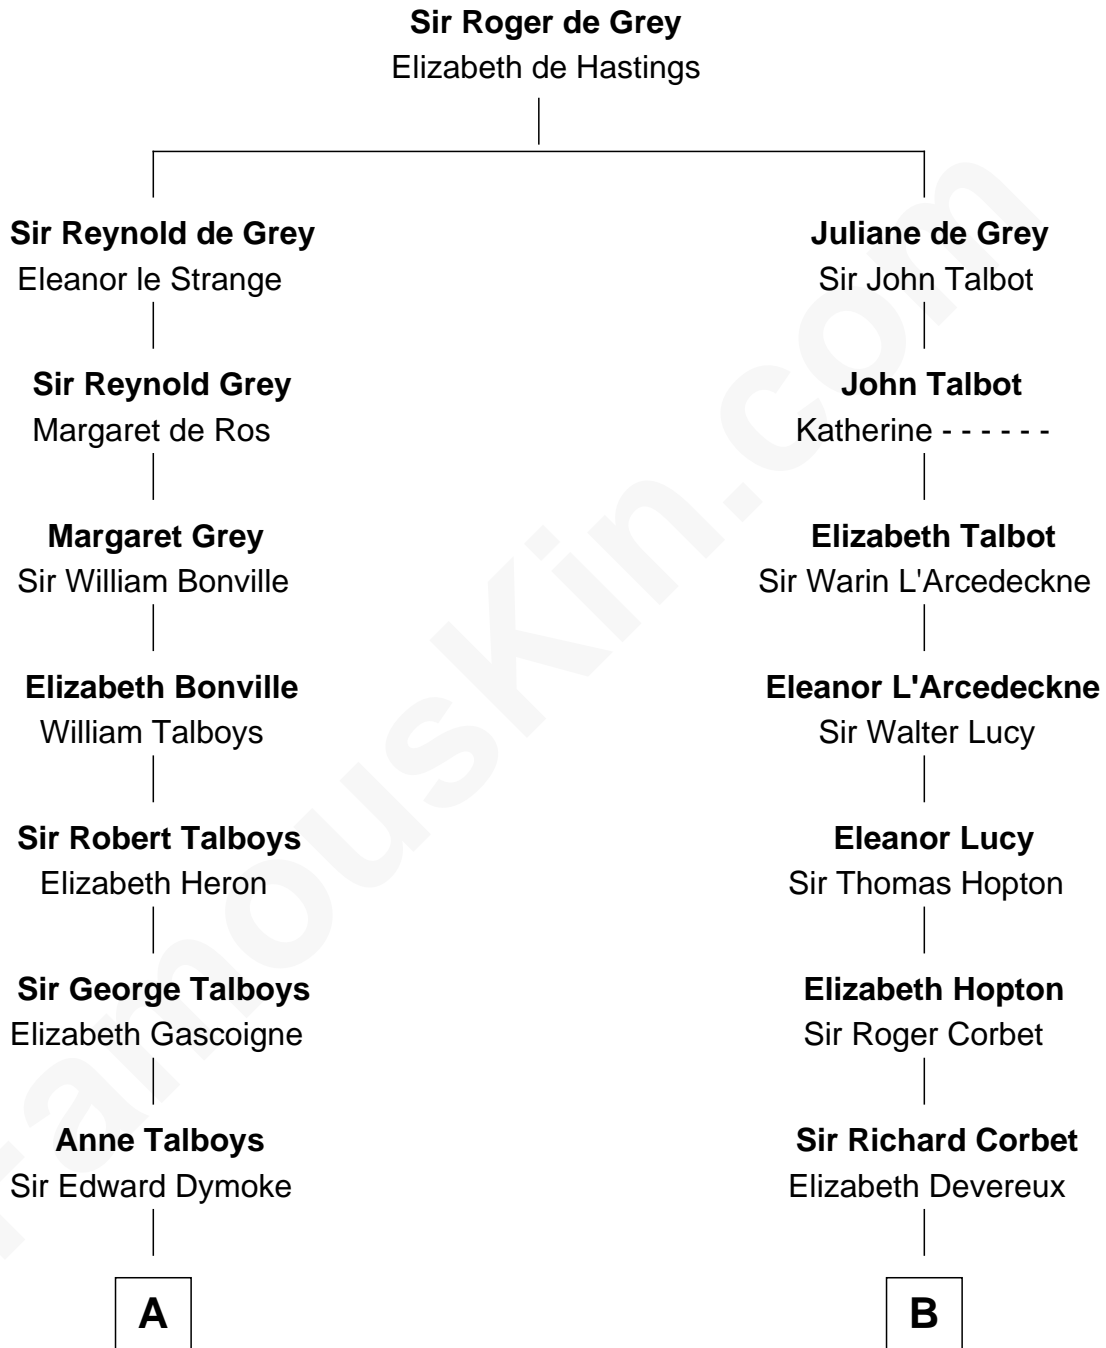 Sir Roger de Grey
Elizabeth de Hastings
Sir Reynold de Grey
Eleanor le Strange
Juliane de Grey
Sir John Talbot
Sir Reynold Grey
Margaret de Ros
John Talbot
Katherine - - - - - -
Margaret Grey
Sir William Bonville
Elizabeth Talbot
Sir Warin L'Arcedeckne
Elizabeth Bonville
William Talboys
Eleanor L'Arcedeckne
Sir Walter Lucy
Sir Robert Talboys
Elizabeth Heron
Eleanor Lucy
Sir Thomas Hopton
Sir George Talboys
Elizabeth Gascoigne
Elizabeth Hopton
Sir Roger Corbet
Anne Talboys
Sir Edward Dymoke
Sir Richard Corbet
Elizabeth Devereux
A
B
FamousKin.com